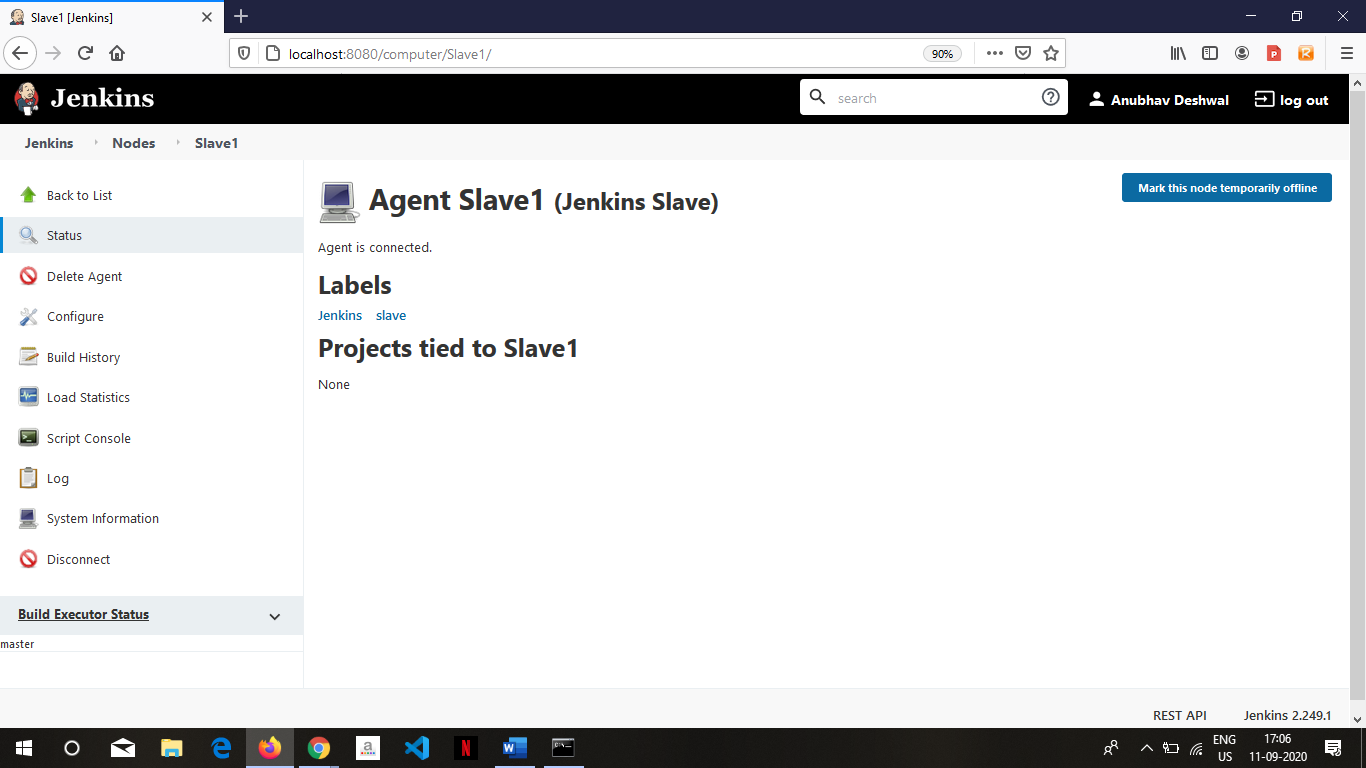 Slave1 [Jenkins]
localhost:8080/computer/Slave1/
90%
Jenkins
search
Anubhav Deshwal
log out
Jenkins
Nodes
Slave1
Back to List
Status
Delete Agent
Configure
Build History
Load Statistics
Script Console
Log
System Information
Disconnect
Build Executor Status
master
Agent Slave1 (Jenkins Slave)
Mark this node temporarily offline
Agent is connected.
Labels
Jenkins slave
Projects tied to Slave1
None
REST API
Jenkins 2.249.1
ENG
US
17:06
11-09-2020